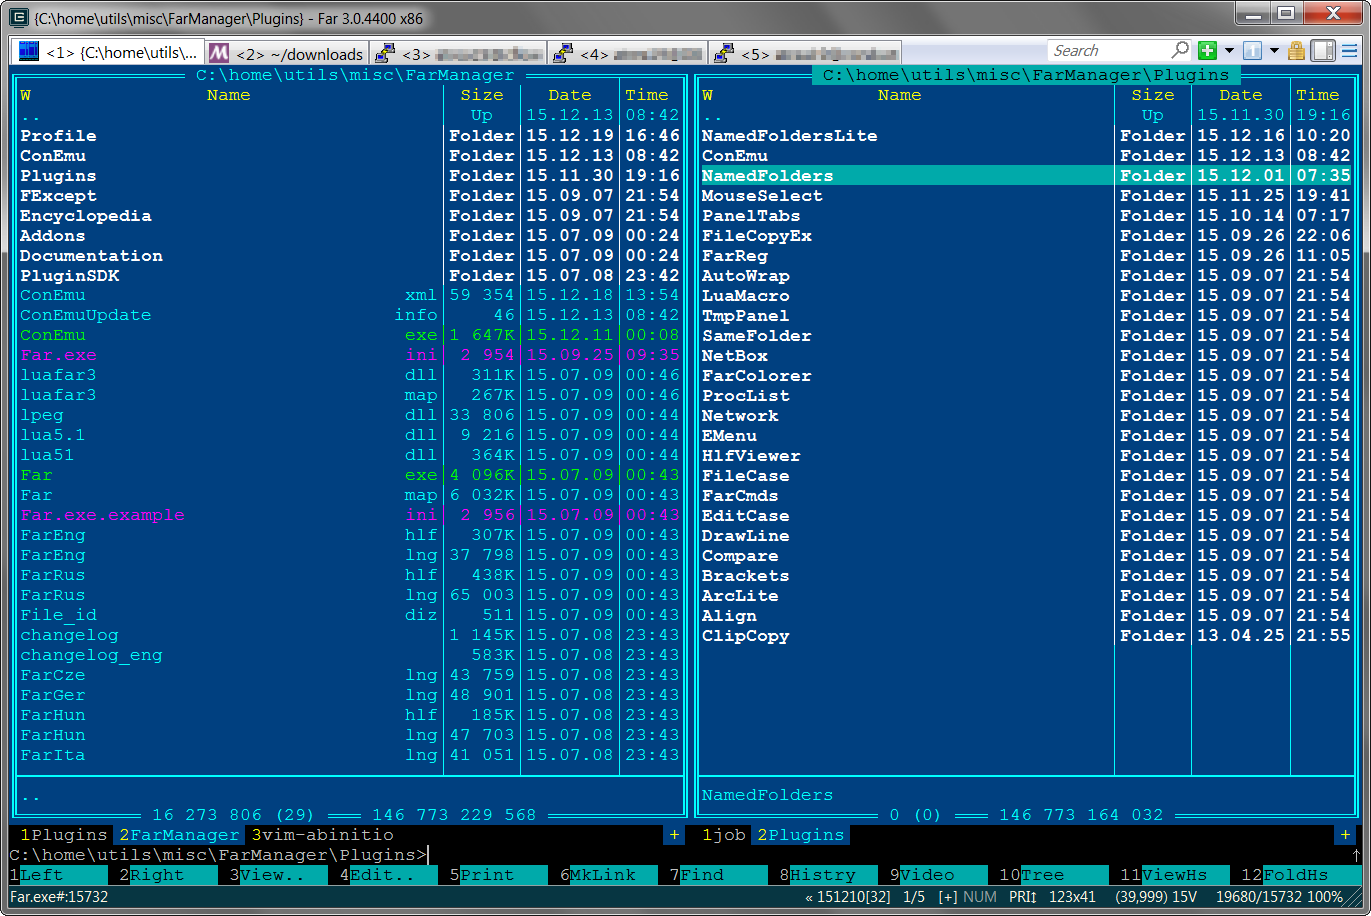 {C:\home\utils\misc\FarManager\Plugins} - Far 3.0.4400 x86
<1> {C:\home\utils\... <2> ~/downloads <3> <4> <5> Search
C:\home\utils\misc\FarManager
W Name Size Date Time
.. Up 15.12.13 08:42
Profile Folder 15.12.19 16:46
ConEmu Folder 15.12.13 08:42
Plugins Folder 15.11.30 19:16
FExcept Folder 15.09.07 21:54
Encyclopedia Folder 15.09.07 21:54
Addons Folder 15.07.09 00:24
Documentation Folder 15.07.09 00:24
PluginSDK Folder 15.07.08 23:42
ConEmu xml 59 354 15.12.18 13:54
ConEmuUpdate info 46 15.12.13 08:42
ConEmu exe 1 647K 15.12.11 00:08
Far.exe ini 2 954 15.09.25 09:35
luafar3 dll 311K 15.07.09 00:46
luafar3 map 267K 15.07.09 00:46
lpeg dll 33 806 15.07.09 00:44
lua5.1 dll 9 216 15.07.09 00:44
lua51 dll 364K 15.07.09 00:44
Far exe 4 096K 15.07.09 00:43
Far map 6 032K 15.07.09 00:43
Far.exe.example ini 2 956 15.07.09 00:43
FarEng hlf 307K 15.07.09 00:43
FarEng lng 37 798 15.07.09 00:43
FarRus hlf 438K 15.07.09 00:43
FarRus lng 65 003 15.07.09 00:43
File_id diz 511 15.07.09 00:43
changelog 1 145K 15.07.08 23:43
changelog_eng 583K 15.07.08 23:43
FarCze lng 43 759 15.07.08 23:43
FarGer lng 48 901 15.07.08 23:43
FarHun hlf 185K 15.07.08 23:43
FarHun lng 47 703 15.07.08 23:43
FarIta lng 41 051 15.07.08 23:43
..
16 273 806 (29) 146 773 229 568
C:\home\utils\misc\FarManager\Plugins
W Name Size Date Time
.. Up 15.11.30 19:16
NamedFoldersLite Folder 15.12.16 10:20
ConEmu Folder 15.12.13 08:42
NamedFolders Folder 15.12.01 07:35
MouseSelect Folder 15.11.25 19:41
PanelTabs Folder 15.10.14 07:17
FileCopyEx Folder 15.09.26 22:06
FarReg Folder 15.09.26 11:05
AutoWrap Folder 15.09.07 21:54
LuaMacro Folder 15.09.07 21:54
TmpPanel Folder 15.09.07 21:54
SameFolder Folder 15.09.07 21:54
NetBox Folder 15.09.07 21:54
FarColorer Folder 15.09.07 21:54
ProcList Folder 15.09.07 21:54
Network Folder 15.09.07 21:54
EMenu Folder 15.09.07 21:54
HlfViewer Folder 15.09.07 21:54
FileCase Folder 15.09.07 21:54
FarCmds Folder 15.09.07 21:54
EditCase Folder 15.09.07 21:54
DrawLine Folder 15.09.07 21:54
Compare Folder 15.09.07 21:54
Brackets Folder 15.09.07 21:54
ArcLite Folder 15.09.07 21:54
Align Folder 15.09.07 21:54
ClipCopy Folder 13.04.25 21:55
NamedFolders
0 (0) 146 773 164 032
1Plugins 2FarManager 3vim-abinitio + 1job 2Plugins +
C:\home\utils\misc\FarManager\Plugins> ↑
1Left 2Right 3View.. 4Edit.. 5Print 6MkLink 7Find 8Histry 9Video 10Tree 11ViewHs 12FoldHs
Far.exe#:15732 « 151210[32] 1/5 [+] NUM PRI↕ 123x41 (39,999) 15V 19680/15732 100%